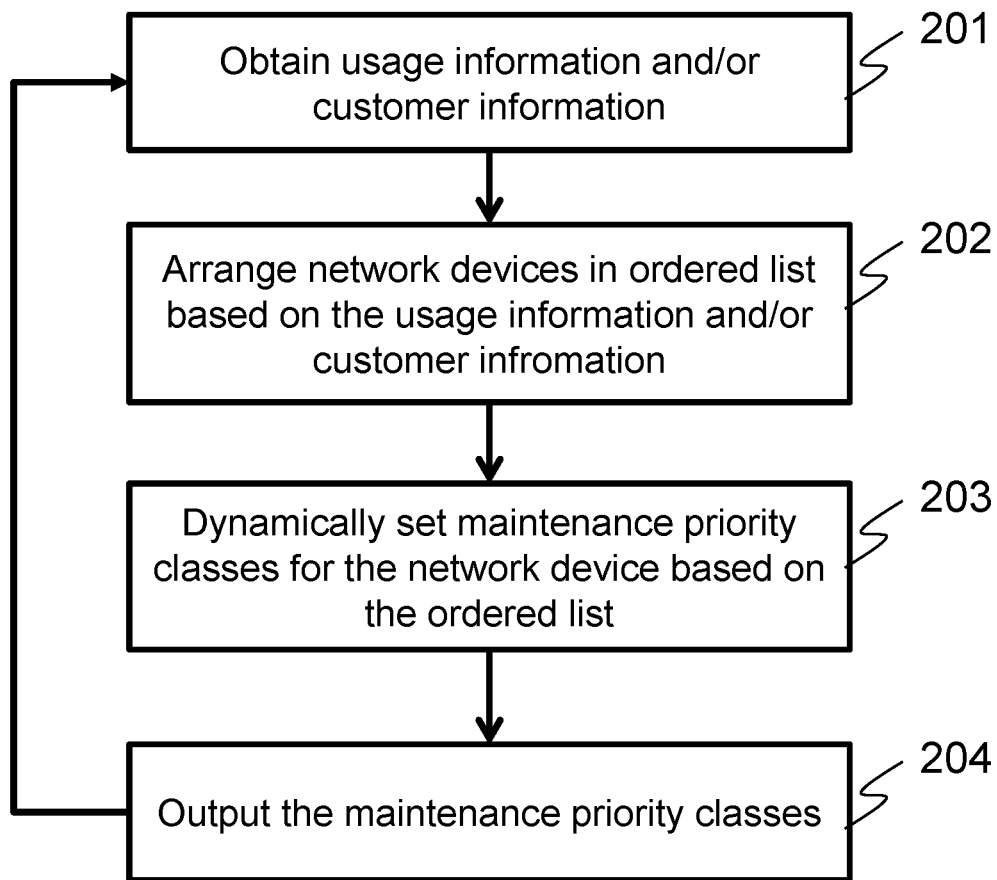 201
Obtain usage information and/or
customer information
202
Arrange network devices in ordered list
based on the usage information and/or
customer infromation
203
Dynamically set maintenance priority
classes for the network device based on
the ordered list
204
Output the maintenance priority classes